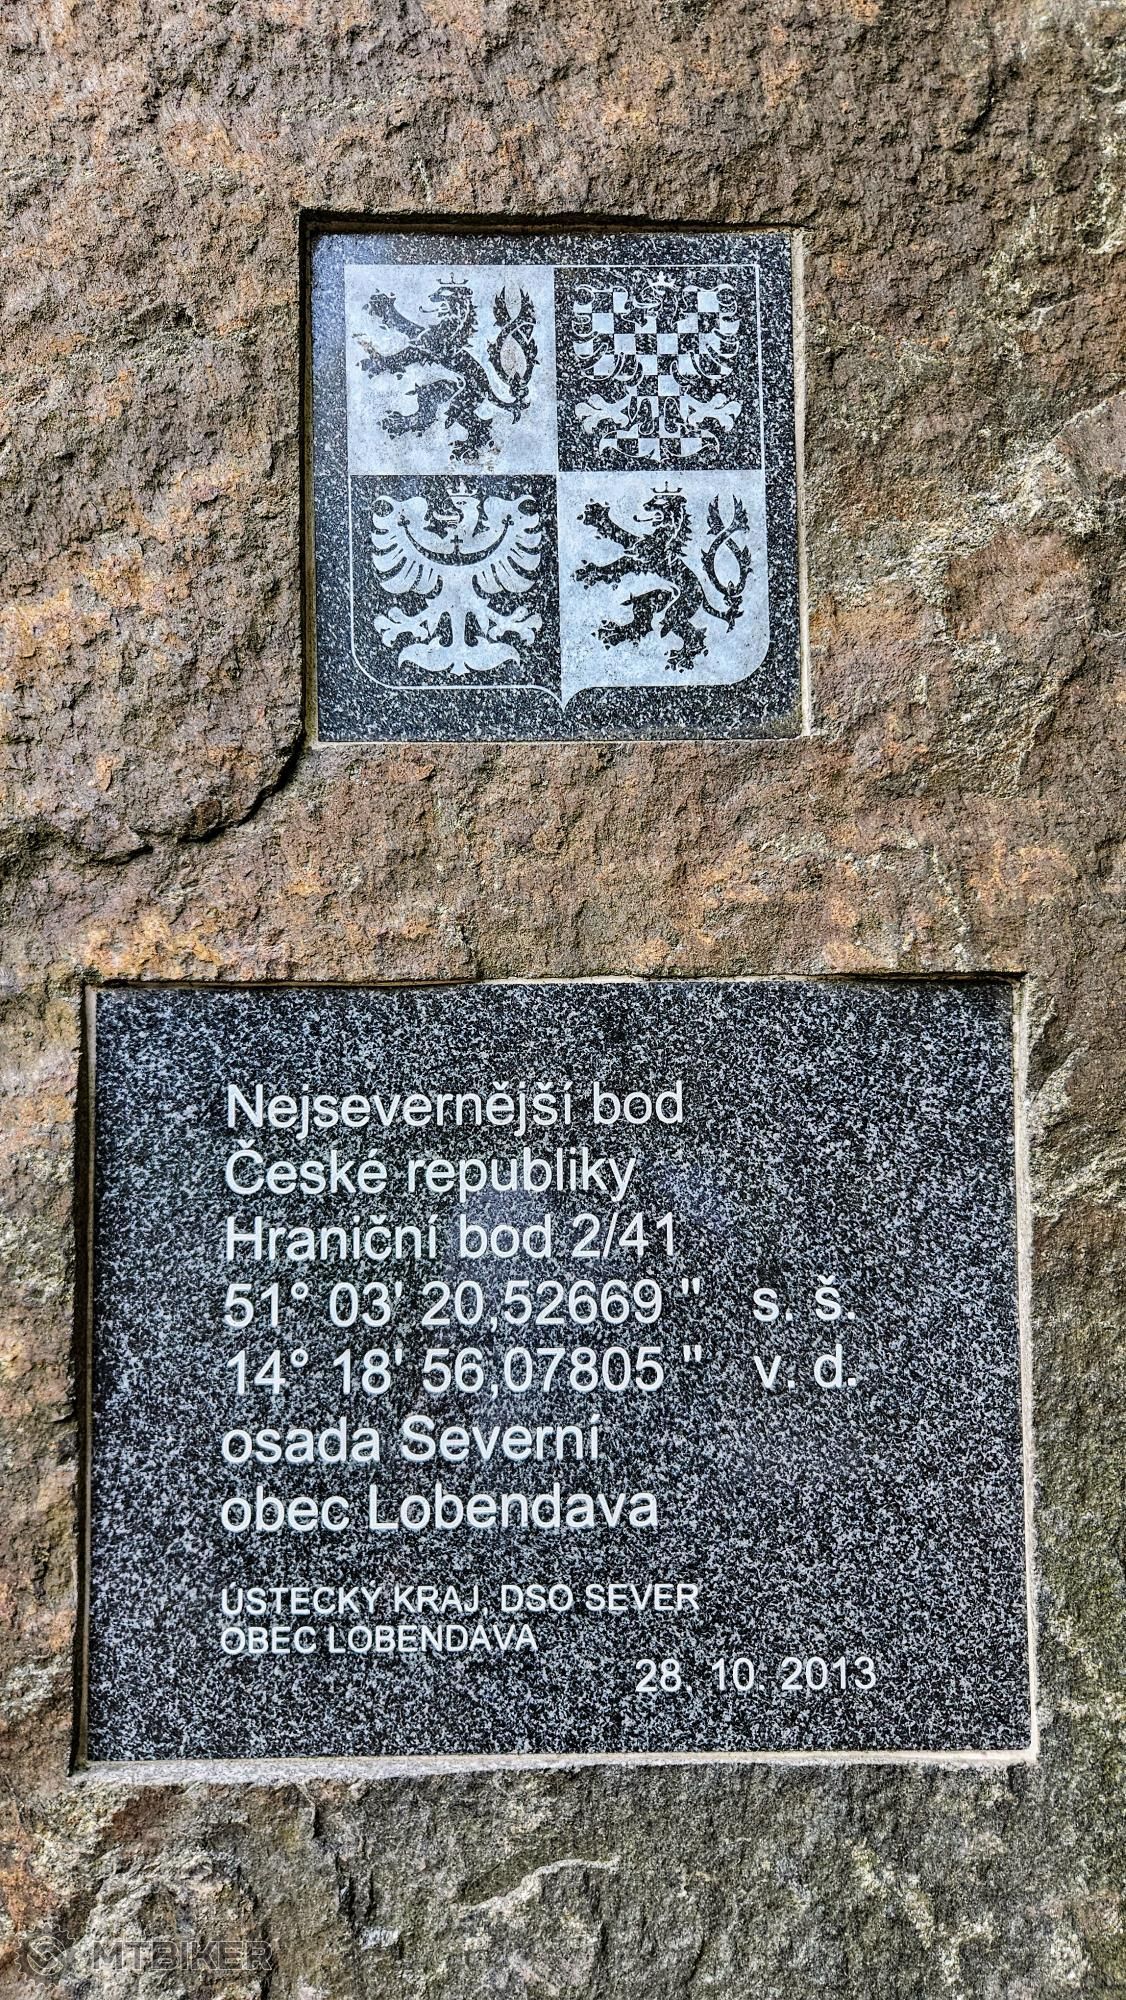 Nejsevernější bod
České republiky
Hraniční bod 2/41
51° 03' 20,52669 " s. š.
14° 18' 56,07805 " v. d.
osada Severní
obec Lobendava
ÚSTECKÝ KRAJ, DSO SEVER
OBEC LOBENDAVA
28. 10. 2013
MTBIKER